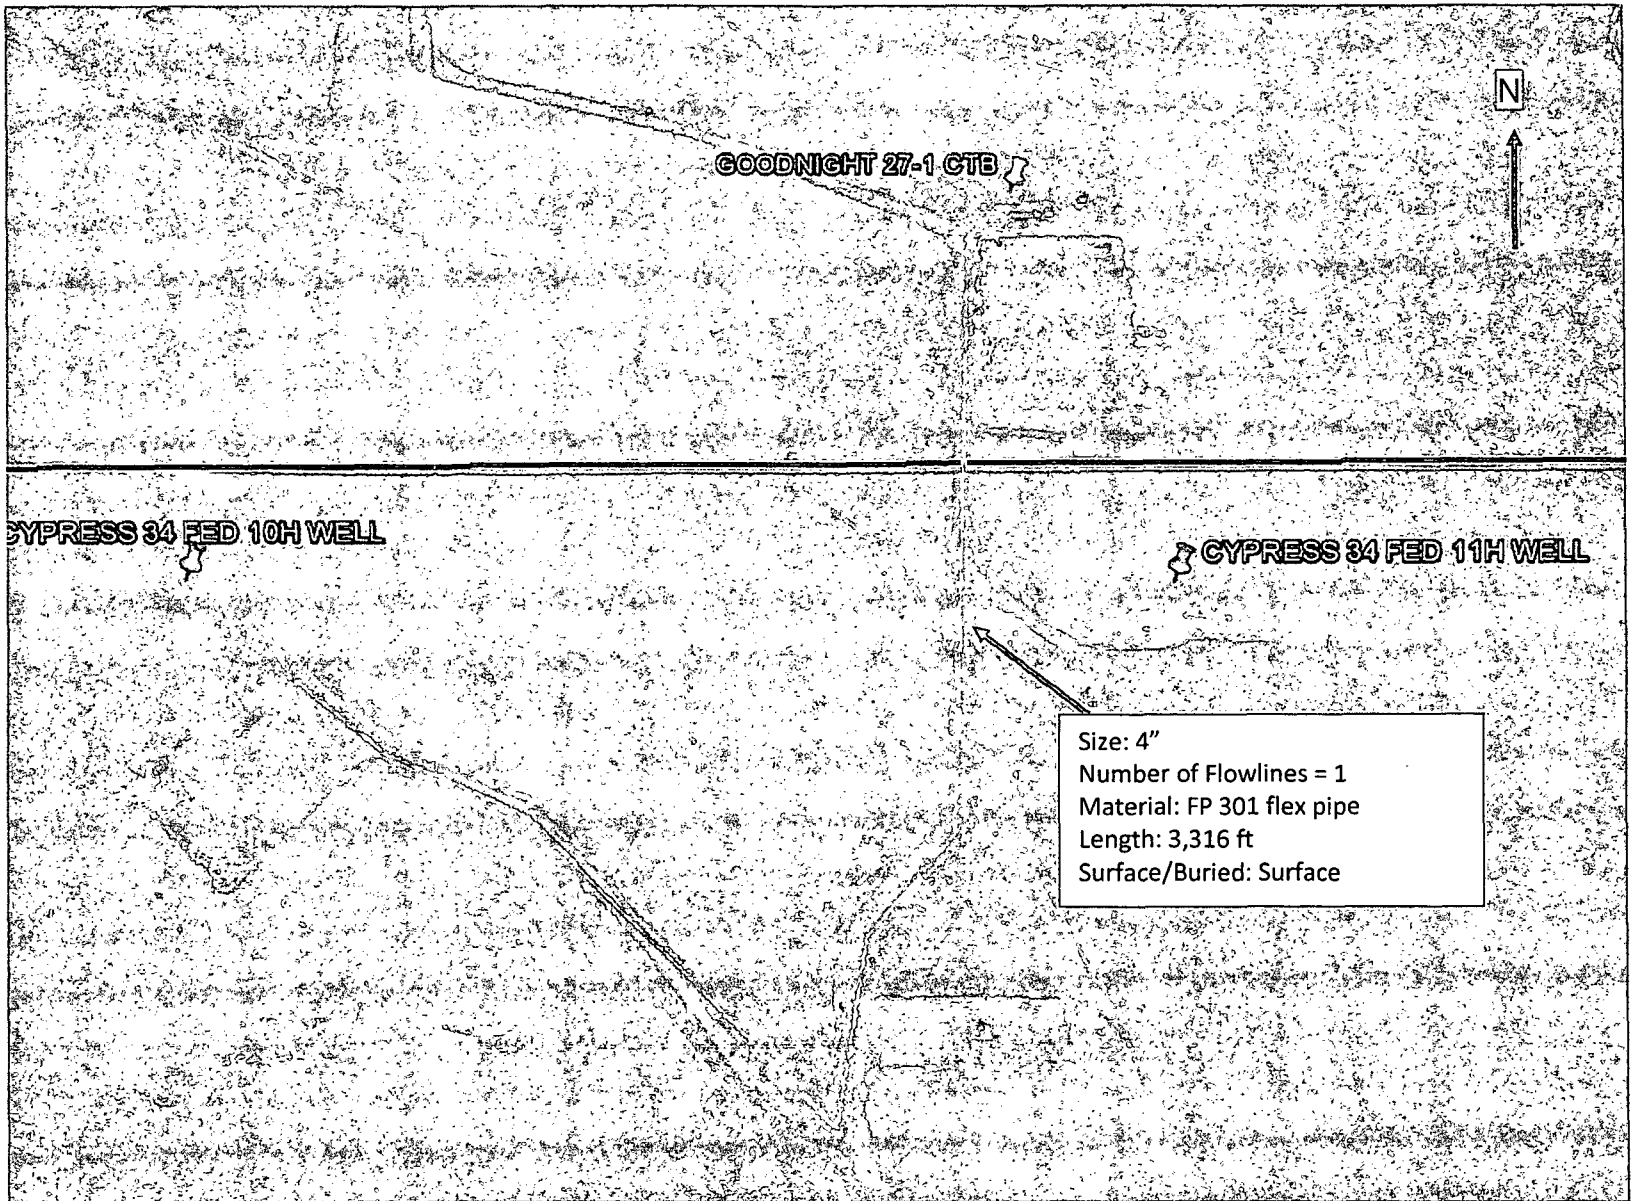 N
GOODNIGHT 27-1 CTB
CYPRESS 34 FED 10H WELL
CYPRESS 34 FED 11H WELL
Size: 4”
Number of Flowlines = 1
Material: FP 301 flex pipe
Length: 3,316 ft
Surface/Buried: Surface